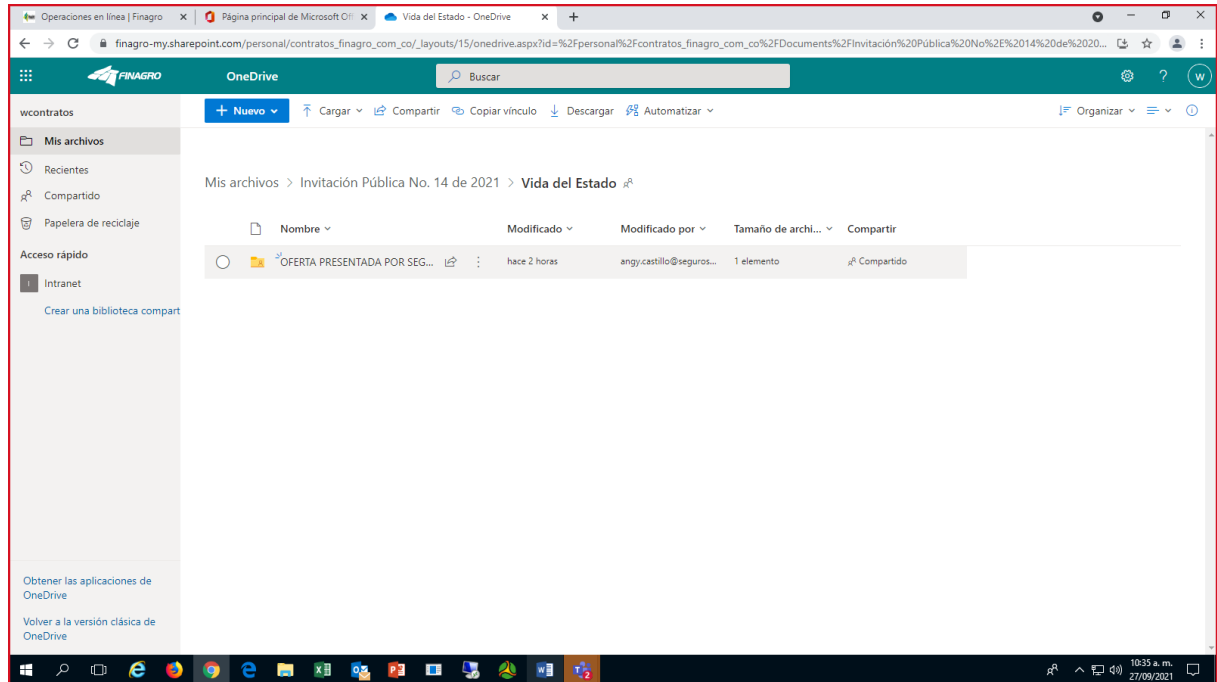 Operaciones en línea | Finagro
Página principal de Microsoft Off
Vida del Estado - OneDrive
finagro-my.sharepoint.com/personal/contratos_finagro_com_co/_layouts/15/onedrive.aspx?id=%2Fpersonal%2Fcontratos_finagro_com_co%2FDocuments%2FInvitación%20Pública%20No%2E%2014%20de%2020...
FINAGRO
OneDrive
Buscar
W
wcontratos
+ Nuevo
Cargar
Compartir
Copiar vínculo
Descargar
Automatizar
Organizar
Mis archivos
Recientes
Compartido
Papelera de reciclaje
Acceso rápido
I Intranet
Crear una biblioteca compart
Mis archivos > Invitación Pública No. 14 de 2021 > Vida del Estado
Nombre Modificado Modificado por Tamaño de archi... Compartir
OFERTA PRESENTADA POR SEG... hace 2 horas angy.castillo@seguros... 1 elemento Compartido
Obtener las aplicaciones de
OneDrive
Volver a la versión clásica de
OneDrive
10:35 a. m.
27/09/2021